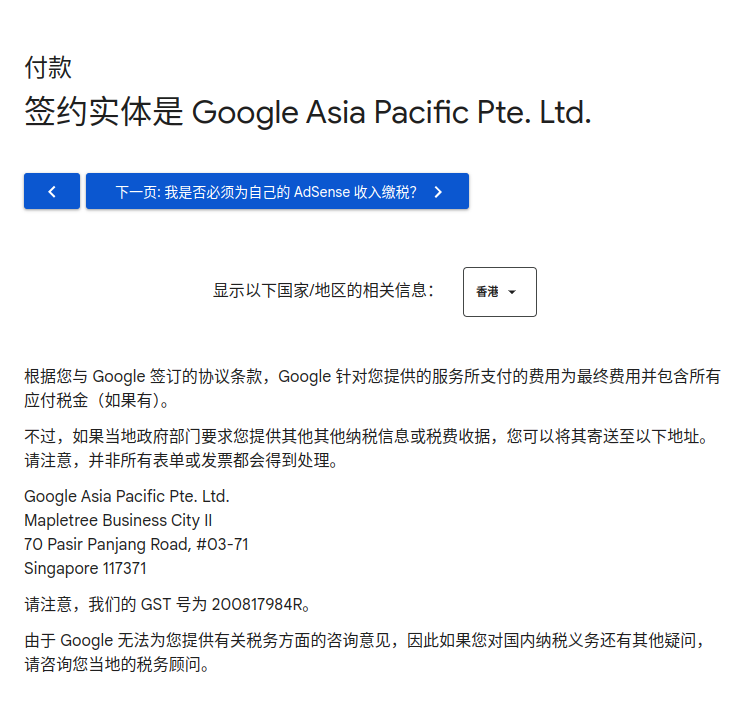 付款
签约实体是 Google Asia Pacific Pte. Ltd.
下一页: 我是否必须为自己的 AdSense 收入缴税?
显示以下国家/地区的相关信息：
香港
根据您与 Google 签订的协议条款，Google 针对您提供的服务所支付的费用为最终费用并包含所有
应付税金（如果有）。
不过，如果当地政府部门要求您提供其他其他纳税信息或税费收据，您可以将其寄送至以下地址。
请注意，并非所有表单或发票都会得到处理。
Google Asia Pacific Pte. Ltd.
Mapletree Business City II
70 Pasir Panjang Road, #03-71
Singapore 117371
请注意，我们的 GST 号为 200817984R。
由于 Google 无法为您提供有关税务方面的咨询意见，因此如果您对国内纳税义务还有其他疑问，
请咨询您当地的税务顾问。